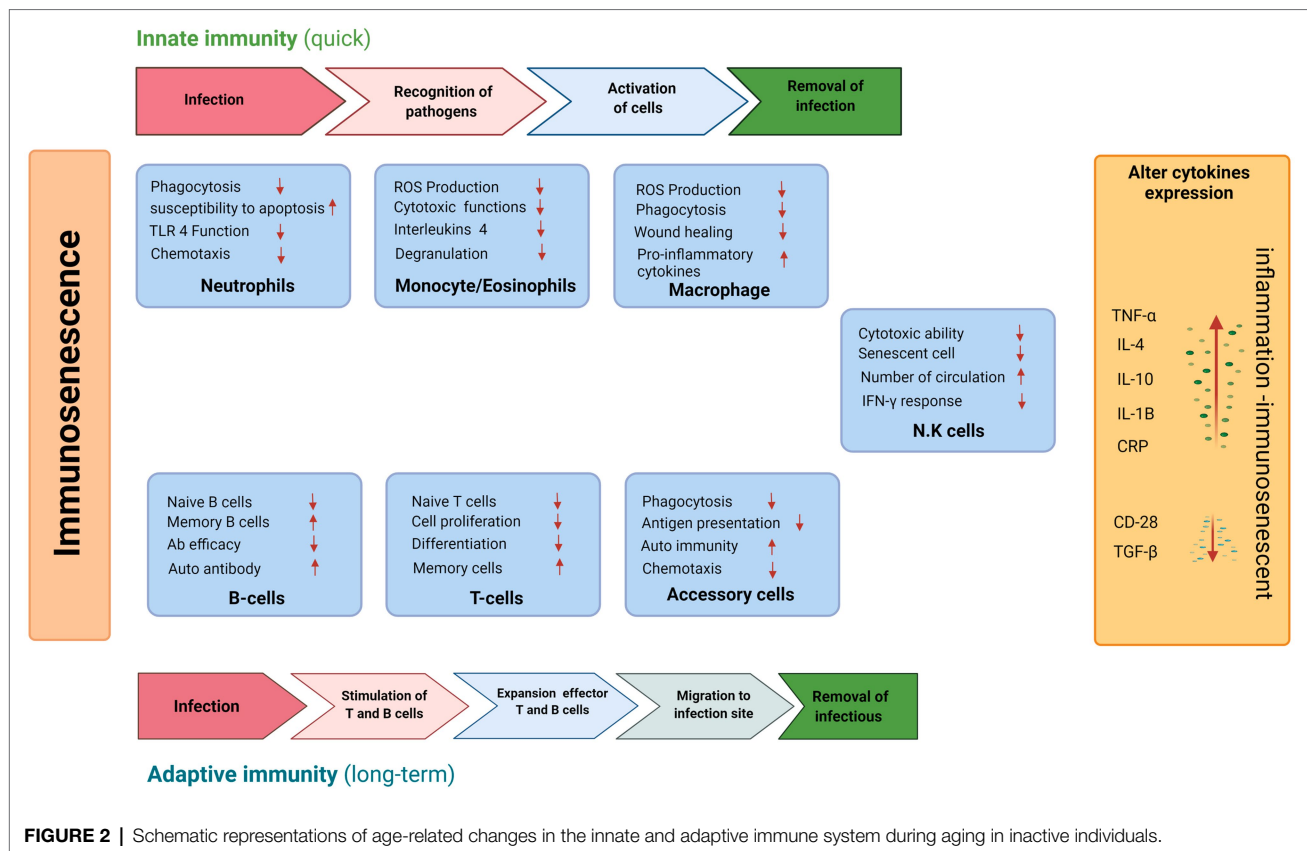 Innate immunity (quick)
Infection
Recognition of
pathogens
Activation
of cells
Removal of
infection
Immunosenescence
Phagocytosis ↓
susceptibility to apoptosis ↑
TLR 4 Function ↓
Chemotaxis ↓
Neutrophils
ROS Production ↓
Cytotoxic functions ↓
Interleukins 4 ↓
Degranulation ↓
Monocyte/Eosinophils
ROS Production ↓
Phagocytosis ↓
Wound healing ↓
Pro-inflammatory ↑
cytokines
Macrophage
Cytotoxic ability ↓
Senescent cell ↓
Number of circulation ↑
IFN-γ response ↓
N.K cells
Naive B cells ↓
Memory B cells ↑
Ab efficacy ↓
Auto antibody ↑
B-cells
Naive T cells ↓
Cell proliferation ↓
Differentiation ↓
Memory cells ↑
T-cells
Phagocytosis ↓
Antigen presentation ↓
Auto immunity ↑
Chemotaxis ↓
Accessory cells
Alter cytokines
expression
TNF-α
IL-4
IL-10
IL-1B
CRP
CD-28
TGF-β
inflammation -immunosenescent
Infection
Stimulation of
T and B cells
Expansion effector
T and B cells
Migration to
infection site
Removal of
infectious
Adaptive immunity (long-term)
FIGURE 2 | Schematic representations of age-related changes in the innate and adaptive immune system during aging in inactive individuals.